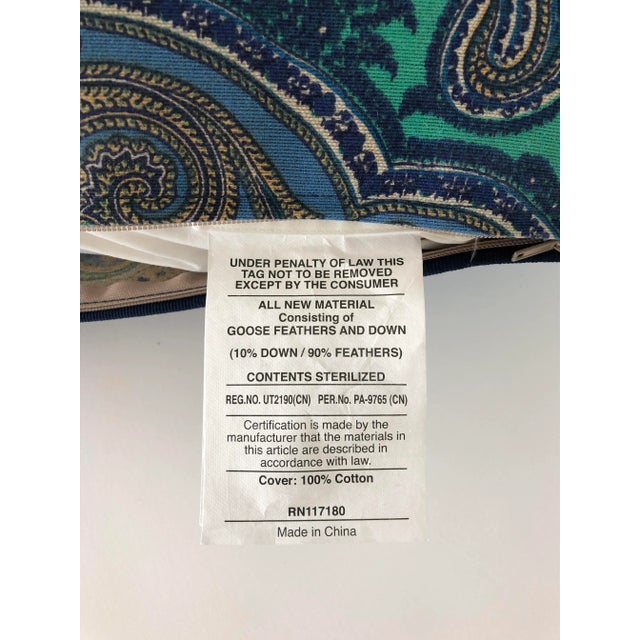 UNDER PENALTY OF LAW THIS
TAG NOT TO BE REMOVED
EXCEPT BY THE CONSUMER
ALL NEW MATERIAL
Consisting of
GOOSE FEATHERS AND DOWN
(10% DOWN / 90% FEATHERS)
CONTENTS STERILIZED
REG.NO. UT2190(CN) PER.No. PA-9765 (CN)
Certification is made by the
manufacturer that the materials in
this article are described in
accordance with law.
Cover: 100% Cotton
RN117180
Made in China